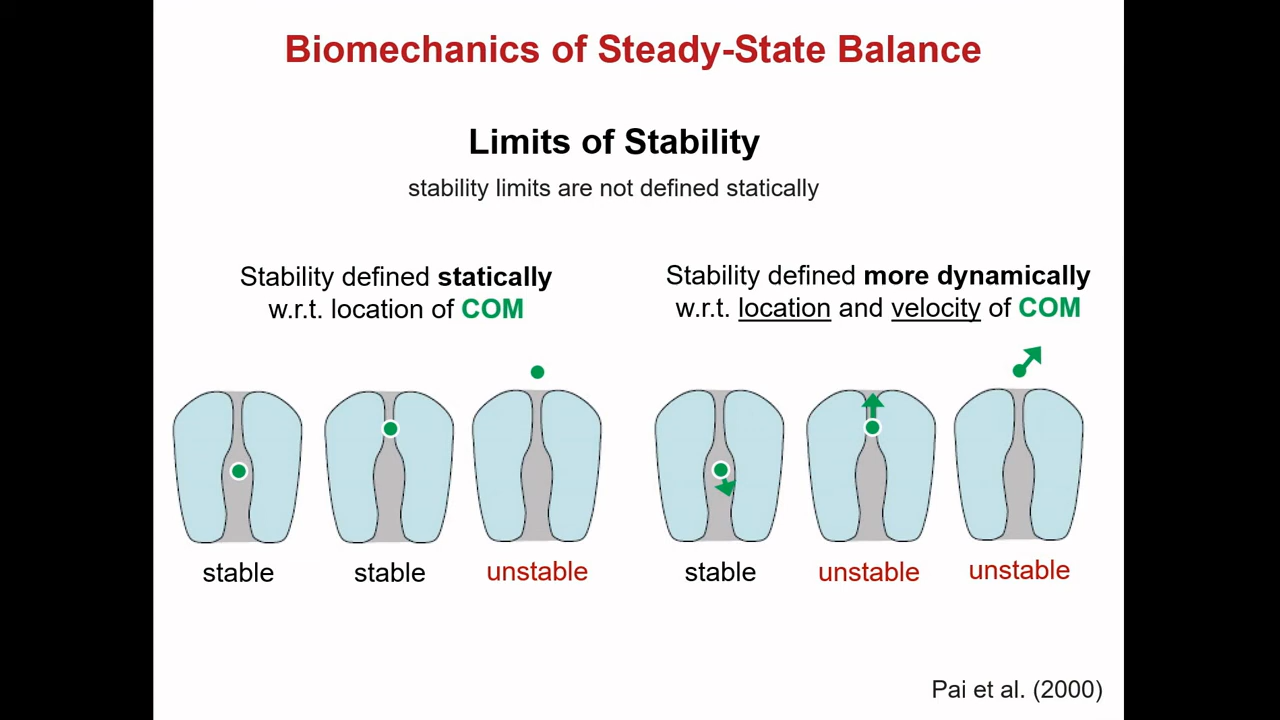 Biomechanics of Steady-State Balance
Limits of Stability
stability limits are not defined statically
Stability defined statically
w.r.t. location of COM
Stability defined more dynamically
w.r.t. location and velocity of COM
stable
stable
unstable
stable
unstable
unstable
Pai et al. (2000)